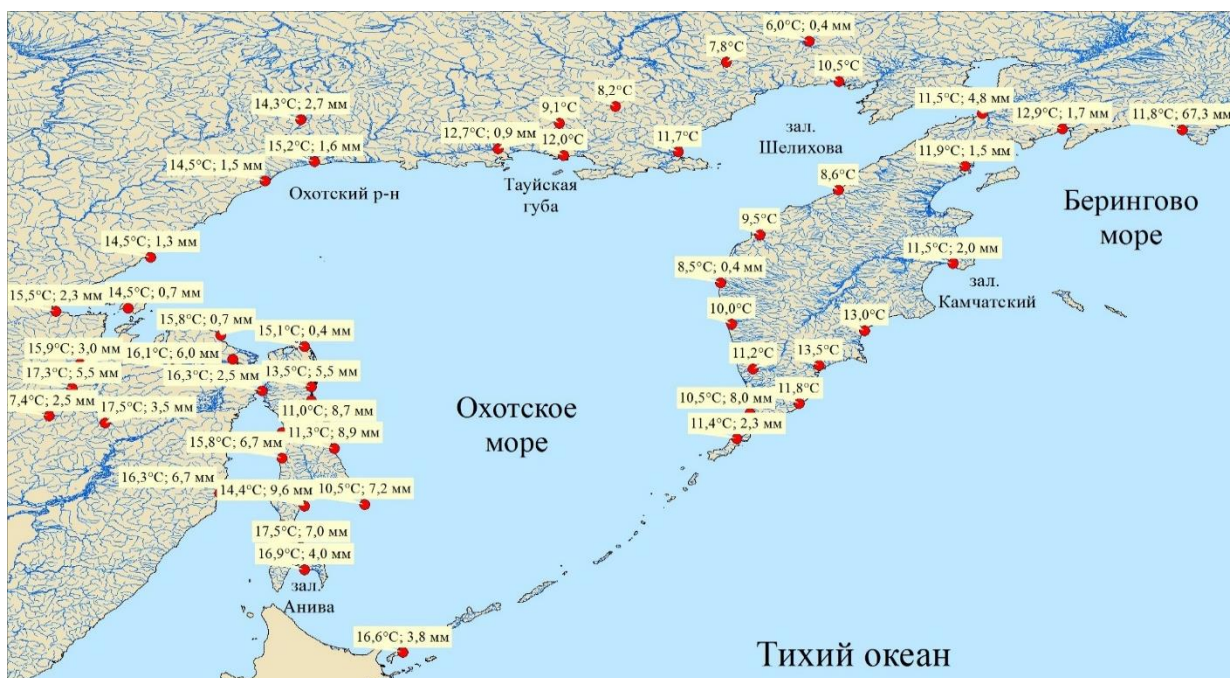 6,0°C; 0,4 мм
7,8°C
10,5°C
8,2°C
14,3°C; 2,7 мм
9,1°C
11,5°C; 4,8 мм
12,9°C; 1,7 мм
11,8°C; 67,3 мм
12,7°C; 0,9 мм
12,0°C
11,7°C
зал.
Шелихова
15,2°C; 1,6 мм
14,5°C; 1,5 мм
11,9°C; 1,5 мм
Охотский р-н
Тауйская
губа
8,6°C
Берингово
море
9,5°C
14,5°C; 1,3 мм
11,5°C; 2,0 мм
8,5°C; 0,4 мм
зал.
Камчатский
15,5°C; 2,3 мм
14,5°C; 0,7 мм
15,8°C; 0,7 мм
10,0°C
13,0°C
15,1°C; 0,4 мм
15,9°C; 3,0 мм
16,1°C; 6,0 мм
11,2°C
13,5°C
17,3°C; 5,5 мм
16,3°C; 2,5 мм
13,5°C; 5,5 мм
11,8°C
7,4°C; 2,5 мм
17,5°C; 3,5 мм
11,0°C; 8,7 мм
Охотское
море
10,5°C; 8,0 мм
11,3°C; 8,9 мм
11,4°C; 2,3 мм
15,8°C; 6,7 мм
16,3°C; 6,7 мм
14,4°C; 9,6 мм
10,5°C; 7,2 мм
17,5°C; 7,0 мм
16,9°C; 4,0 мм
зал.
Анива
16,6°C; 3,8 мм
Тихий океан